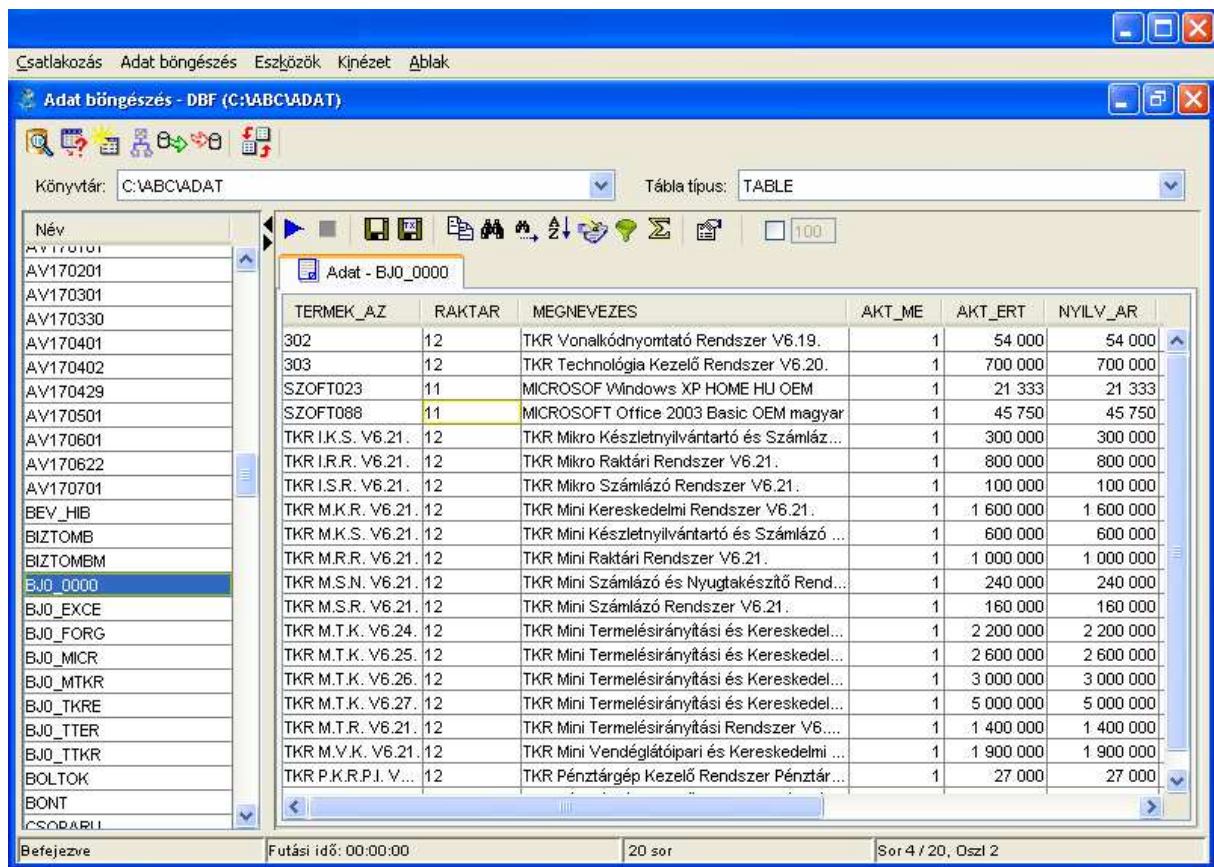 Csatlakozás Adat böngészés Eszközök Kinézet Ablak
Adat böngészés - DBF (C:\ABC\ADAT)
Könyvtár: C:\ABC\ADAT Tábla típus: TABLE
Név
AV170101
AV170201
AV170301
AV170330
AV170401
AV170402
AV170429
AV170501
AV170601
AV170622
AV170701
BEV_HIB
BIZTOMB
BIZTOMBM
BJ0_0000
BJ0_EXCE
BJ0_FORG
BJ0_MICR
BJ0_MTKR
BJ0_TKRE
BJ0_TTER
BJ0_TTKR
BOLTOK
BONT
CSOPARU
100
Adat - BJ0_0000
TERMEK_AZ RAKTAR MEGNEVEZES AKT_ME AKT_ERT NYILV_AR
302 12 TKR Vonalkódnyomtató Rendszer V6.19. 1 54 000 54 000
303 12 TKR Technológia Kezelő Rendszer V6.20. 1 700 000 700 000
SZOFT023 11 MICROSOF Windows XP HOME HU OEM 1 21 333 21 333
SZOFT088 11 MICROSOFT Office 2003 Basic OEM magyar 1 45 750 45 750
TKR I.K.S. V6.21. 12 TKR Mikro Készletnyilvántartó és Számláz... 1 300 000 300 000
TKR I.R.R. V6.21. 12 TKR Mikro Raktári Rendszer V6.21. 1 800 000 800 000
TKR I.S.R. V6.21. 12 TKR Mikro Számlázó Rendszer V6.21. 1 100 000 100 000
TKR M.K.R. V6.21. 12 TKR Mini Kereskedelmi Rendszer V6.21. 1 1 600 000 1 600 000
TKR M.K.S. V6.21. 12 TKR Mini Készletnyilvántartó és Számlázó ... 1 600 000 600 000
TKR M.R.R. V6.21. 12 TKR Mini Raktári Rendszer V6.21. 1 1 000 000 1 000 000
TKR M.S.N. V6.21. 12 TKR Mini Számlázó és Nyugtakészítő Rend... 1 240 000 240 000
TKR M.S.R. V6.21. 12 TKR Mini Számlázó Rendszer V6.21. 1 160 000 160 000
TKR M.T.K. V6.24. 12 TKR Mini Termelésirányítási és Kereskedel... 1 2 200 000 2 200 000
TKR M.T.K. V6.25. 12 TKR Mini Termelésirányítási és Kereskedel... 1 2 600 000 2 600 000
TKR M.T.K. V6.26. 12 TKR Mini Termelésirányítási és Kereskedel... 1 3 000 000 3 000 000
TKR M.T.K. V6.27. 12 TKR Mini Termelésirányítási és Kereskedel... 1 5 000 000 5 000 000
TKR M.T.R. V6.21. 12 TKR Mini Termelésirányítási Rendszer V6.... 1 1 400 000 1 400 000
TKR M.V.K. V6.21. 12 TKR Mini Vendéglátóipari és Kereskedelmi ... 1 1 900 000 1 900 000
TKR P.K.R.P.I. V... 12 TKR Pénztárgép Kezelő Rendszer Pénztár... 1 27 000 27 000
Befejezve Futási idő: 00:00:00 20 sor Sor 4 / 20, Oszl 2